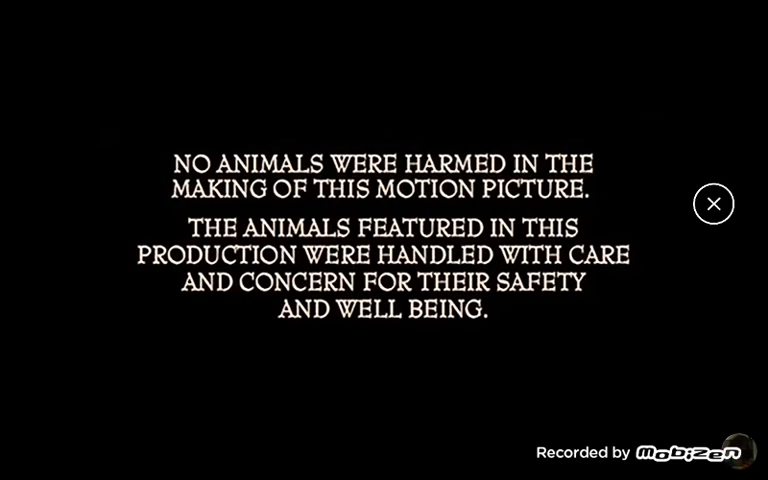 NO ANIMALS WERE HARMED IN THE
MAKING OF THIS MOTION PICTURE.
THE ANIMALS FEATURED IN THIS
PRODUCTION WERE HANDLED WITH CARE
AND CONCERN FOR THEIR SAFETY
AND WELL BEING.
Recorded by mobizen